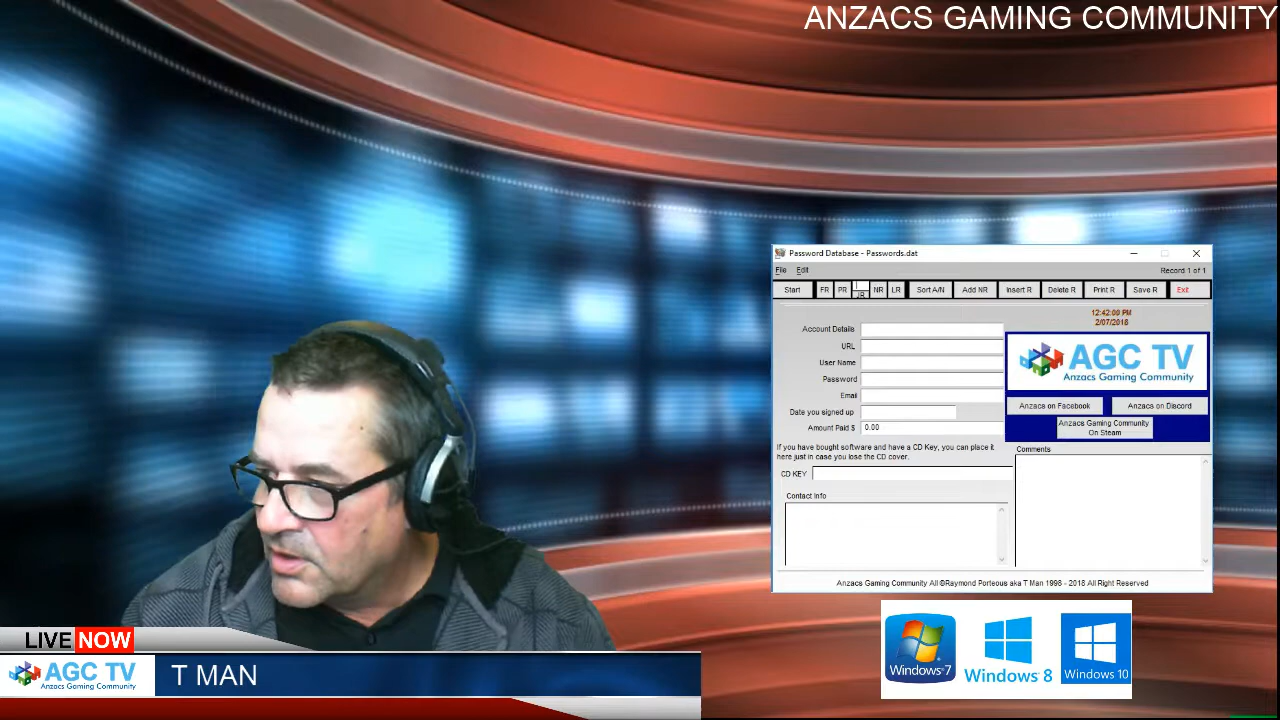 ANZACS GAMING COMMUNITY
Password Database - Passwords.dat
File Edit
Record 1 of 1
Start FR PR JR NR LR Sort A/N Add NR Insert R Delete R Print R Save R Exit
12:42:00 PM
2/07/2018
Account Details
URL
User Name
Password
Email
Date you signed up
Amount Paid $ 0.00
AGC TV
Anzacs Gaming Community
Anzacs on Facebook
Anzacs on Discord
Anzacs Gaming Community
On Steam
If you have bought software and have a CD Key, you can place it
here just in case you lose the CD cover.
CD KEY
Contact Info
Comments
Anzacs Gaming Community All ©Raymond Porteous aka T Man 1998 - 2018 All Right Reserved
Windows 7
Windows 8
Windows 10
LIVE NOW
AGC TV
Anzacs Gaming Community
T MAN